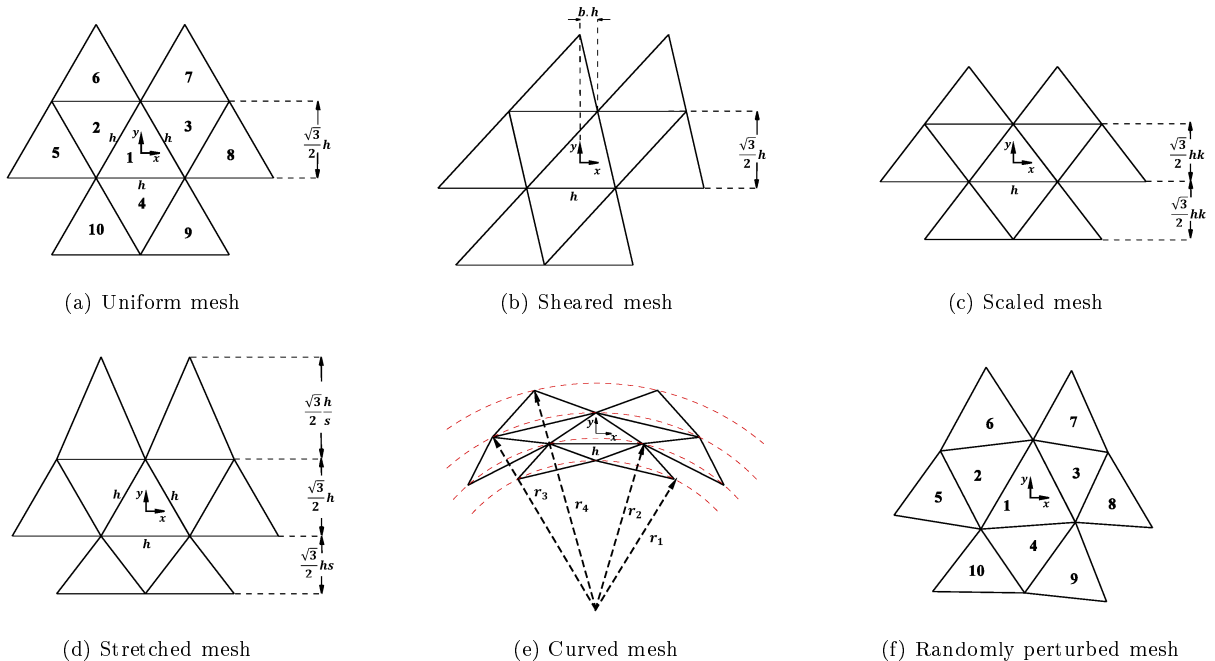 6 7
2 3
5 1 8
4
10 9
h h
h
y
x
√3/2 h
(a) Uniform mesh
b.h
y
x
h
√3/2 h
(b) Sheared mesh
y
x
h
√3/2 hk
√3/2 hk
(c) Scaled mesh
h h
h
y
x
√3/2 h/s
√3/2 h
√3/2 hs
(d) Stretched mesh
y
x
h
r3 r4 r2 r1
(e) Curved mesh
6 7
2 3
5 1 8
4
10 9
y
x
(f) Randomly perturbed mesh